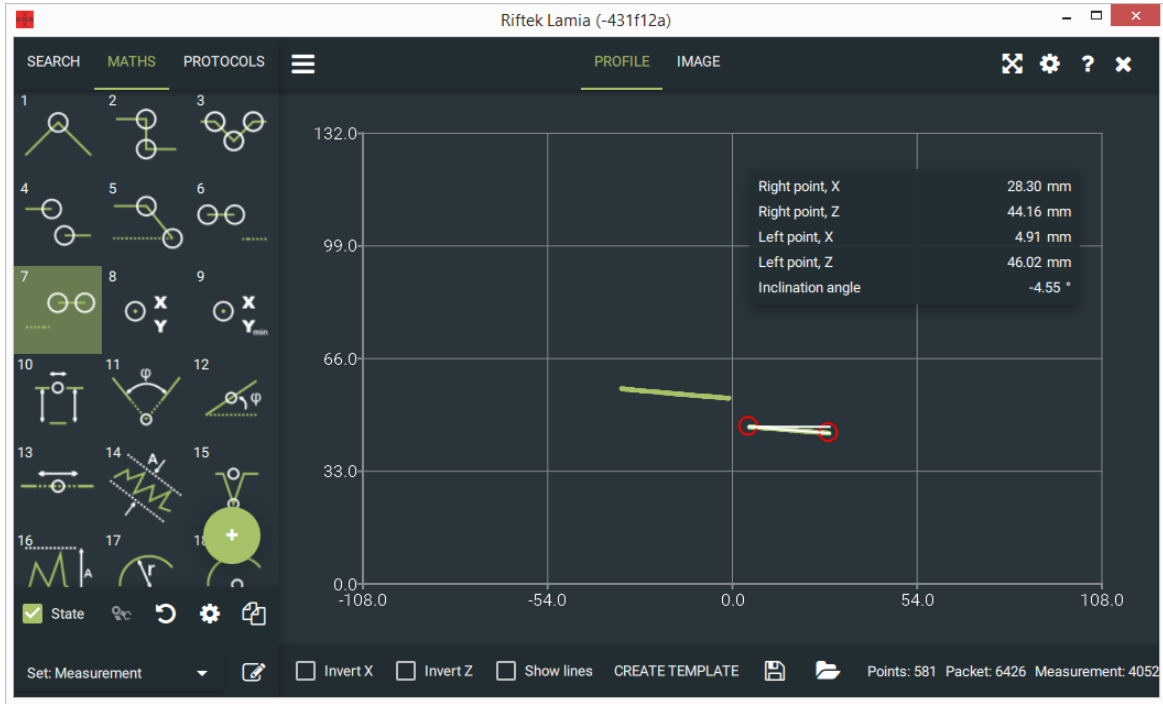 Riftek Lamia (-431f12a)
SEARCH MATHS PROTOCOLS
PROFILE IMAGE
?
1 2 3
4 5 6
7 8 9
X X
Y Ymin
10 11 12
φ φ
13 14 15
A
16 17
A r
+
State
Set: Measurement
132.0
99.0
66.0
33.0
0.0
-108.0 -54.0 0.0 54.0 108.0
Right point, X 28.30 mm
Right point, Z 44.16 mm
Left point, X 4.91 mm
Left point, Z 46.02 mm
Inclination angle -4.55 °
Invert X Invert Z Show lines CREATE TEMPLATE Points: 581 Packet: 6426 Measurement: 4052